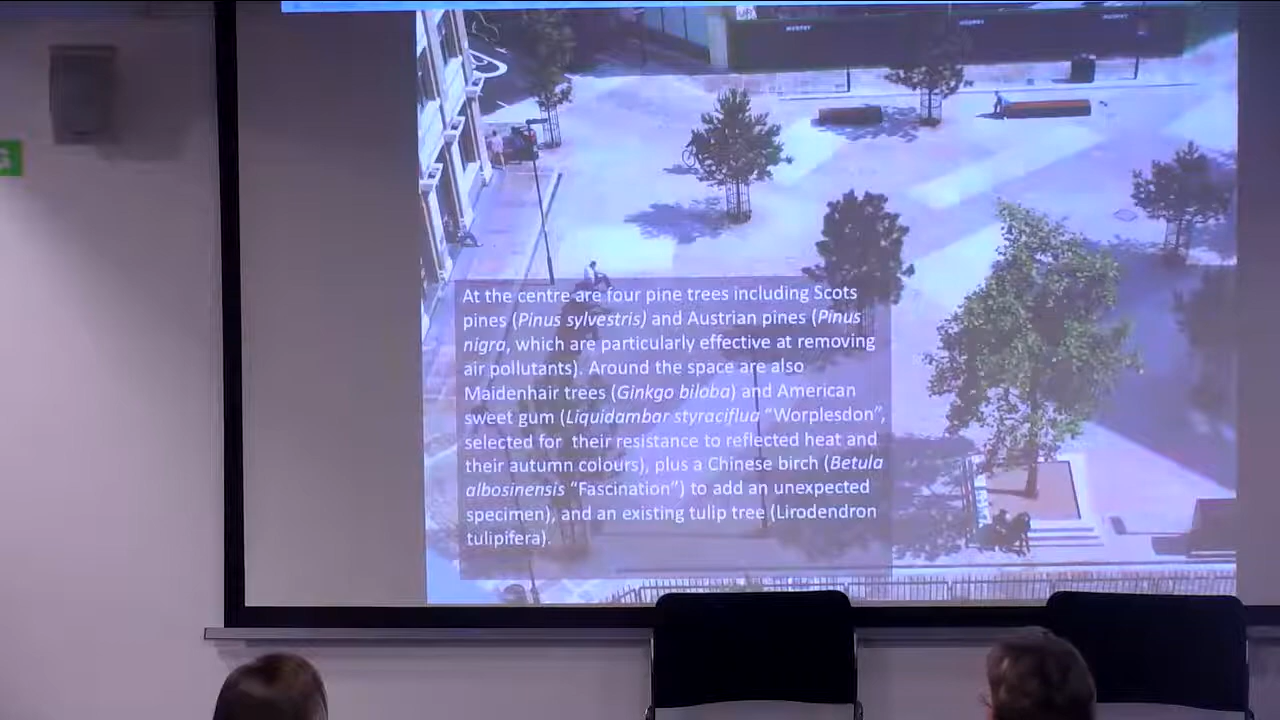 At the centre are four pine trees including Scots
pines (Pinus sylvestris) and Austrian pines (Pinus
nigra, which are particularly effective at removing
air pollutants). Around the space are also
Maidenhair trees (Ginkgo biloba) and American
sweet gum (Liquidambar styraciflua “Worplesdon”,
selected for  their resistance to reflected heat and
their autumn colours), plus a Chinese birch (Betula
albosinensis “Fascination”) to add an unexpected
specimen), and an existing tulip tree (Lirodendron
tulipifera).